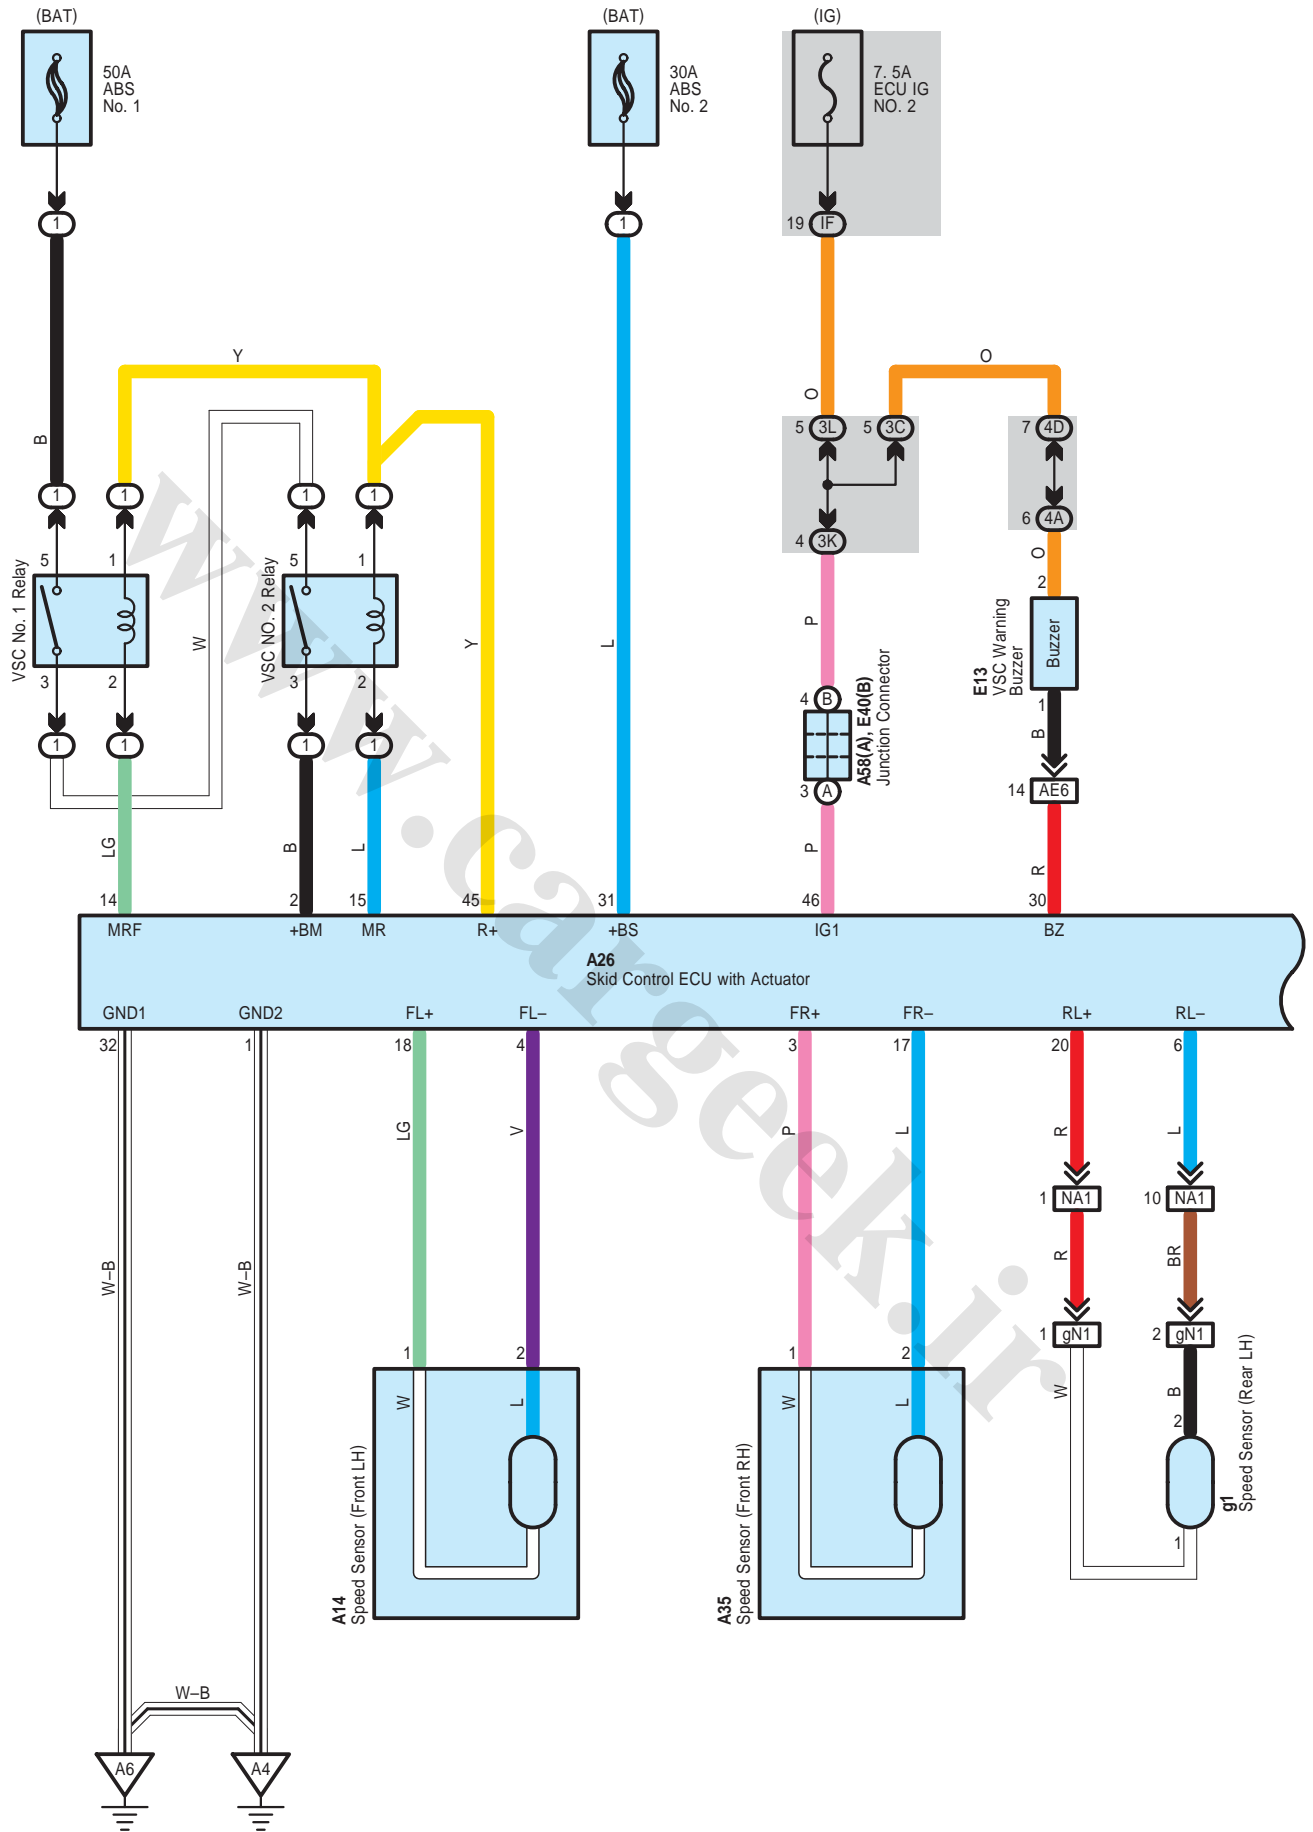 (BAT)
(BAT)
(IG)
50A
ABS
No. 1
30A
ABS
No. 2
7. 5A
ECU IG
NO. 2
1
1
19 IF
Y
O
B
O
5 3L
5 3C
7 4D
1
1
1
1
4 3K
6 4A
5
1
5
1
O
2
VSC No. 1 Relay
VSC NO. 2 Relay
W
Y
L
P
Buzzer
E13
VSC Warning
Buzzer
3
2
3
2
4 B
1
B
1
1
1
1
A58(A), E40(B)
Junction Connector
3 A
14 AE6
LG
B
L
P
R
14
2
15
45
31
46
30
MRF
+BM
MR
R+
+BS
IG1
BZ
A26
Skid Control ECU with Actuator
GND1
GND2
FL+
FL–
FR+
FR–
RL+
RL–
32
1
18
4
3
17
20
6
LG
V
P
L
R
L
1 NA1
10 NA1
W–B
W–B
R
BR
1 gN1
2 gN1
1
2
1
2
W
L
W
L
W
B
2
A14
Speed Sensor (Front LH)
A35
Speed Sensor (Front RH)
g1
Speed Sensor (Rear LH)
1
W–B
A6
A4
www.cargeek.ir